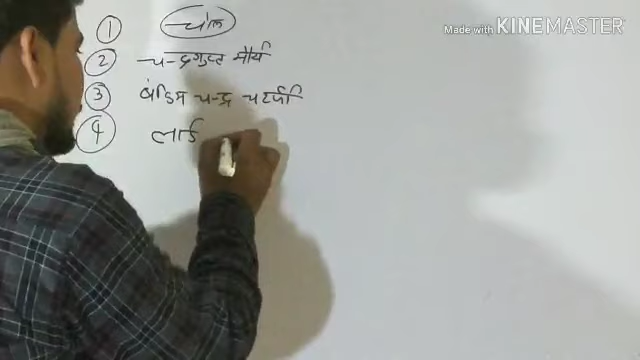 Made with KINEMASTER
① चोल
② चन्द्रगुप्त मौर्य
③ बंकिम चन्द्र चटर्जी
④ लार्ड